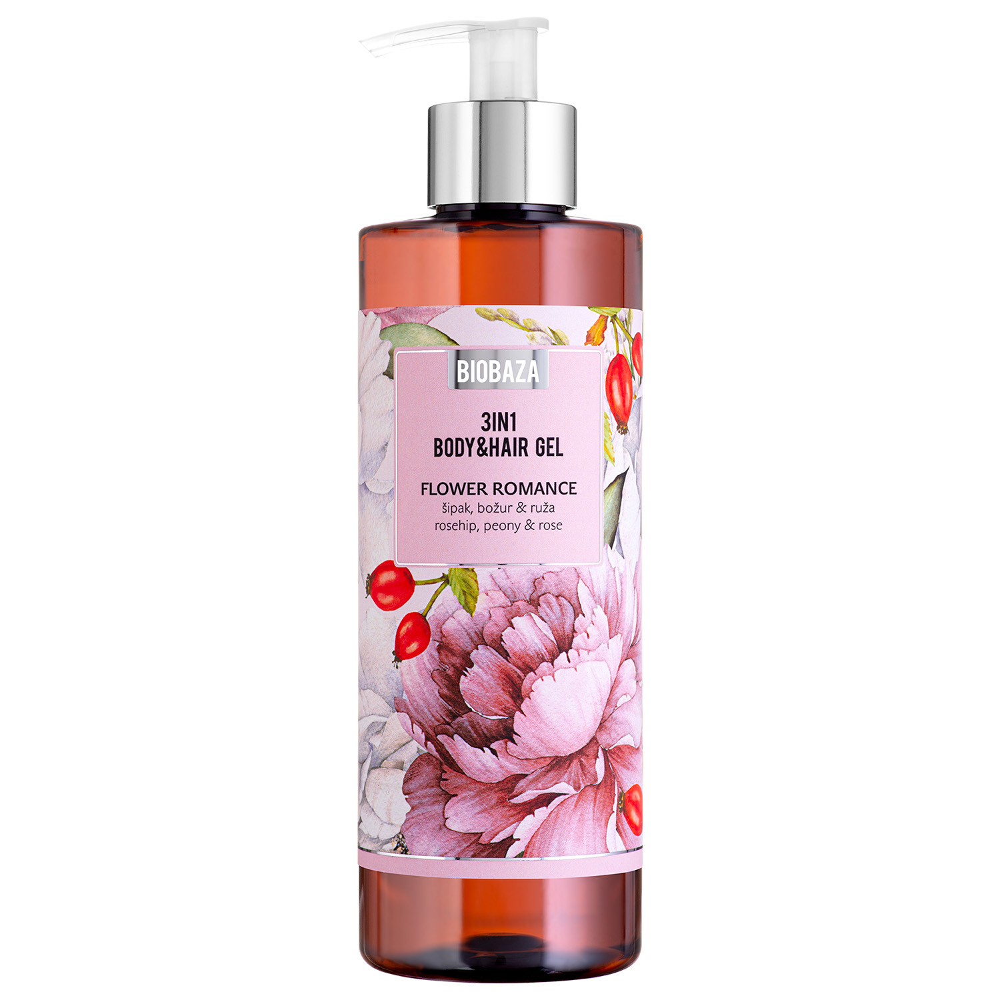 BIOBAZA
3IN1
BODY&HAIR GEL
FLOWER ROMANCE
šipak, božur & ruža
rosehip, peony & rose